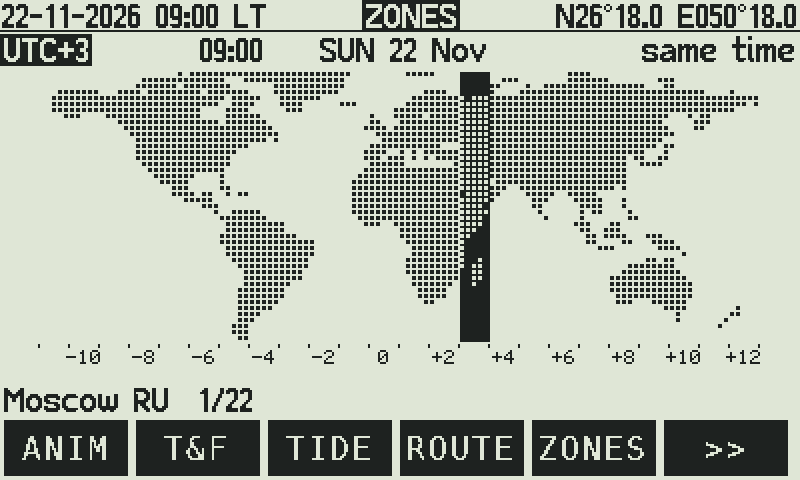 22-11-2026 09:00 LT ZONES N26°18.0 E050°18.0
UTC+3 09:00 SUN 22 Nov same time
-10 -8 -6 -4 -2 0 +2 +4 +6 +8 +10 +12
Moscow RU 1/22
ANIM T&F TIDE ROUTE ZONES >>